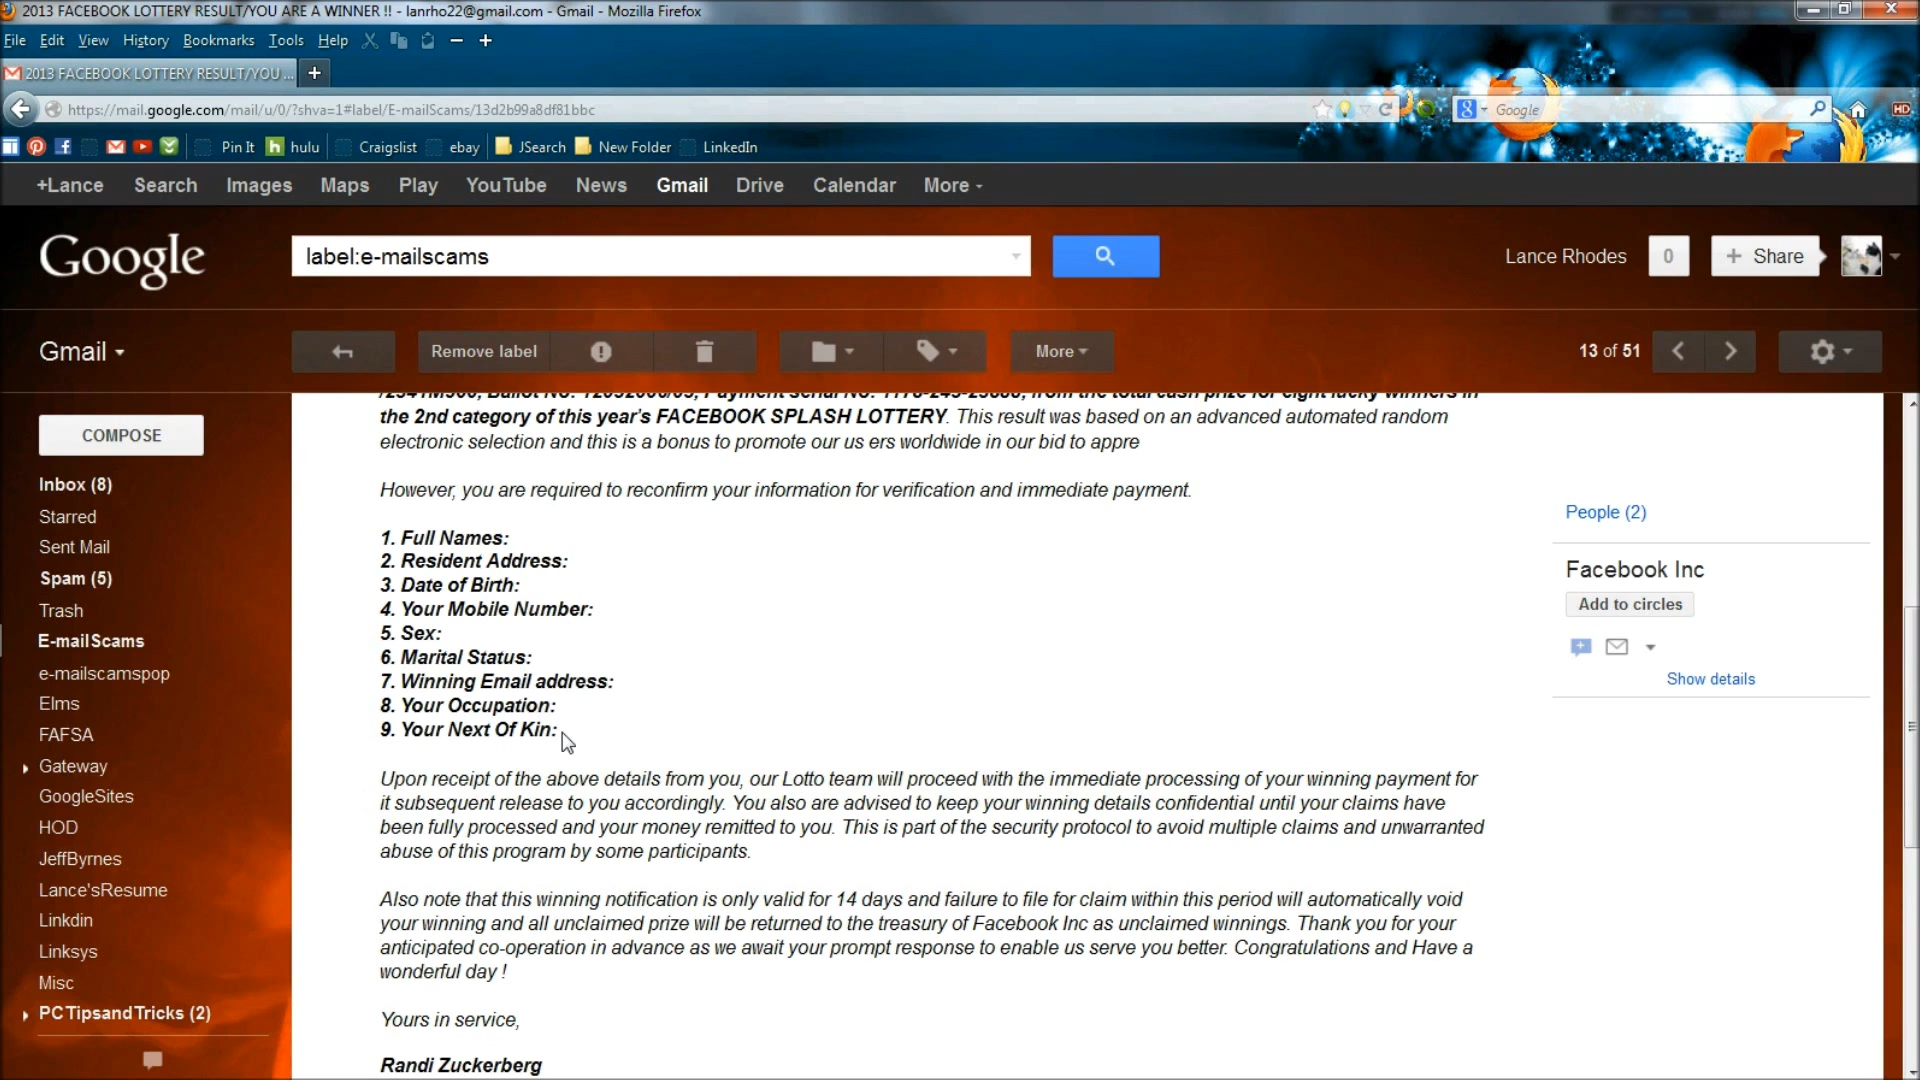 2013 FACEBOOK LOTTERY RESULT/YOU ARE A WINNER !! - lanrho22@gmail.com - Gmail - Mozilla Firefox
File Edit View History Bookmarks Tools Help
2013 FACEBOOK LOTTERY RESULT/YOU ...
https://mail.google.com/mail/u/0/?shva=1#label/E-mailScams/13d2b99a8df81bbc
Google
HD
Pin It hulu Craigslist ebay JSearch New Folder LinkedIn
+Lance Search Images Maps Play YouTube News Gmail Drive Calendar More
Google
label:e-mailscams
Lance Rhodes 0 + Share
Gmail
Remove label
More
13 of 51
COMPOSE
Inbox (8)
Starred
Sent Mail
Spam (5)
Trash
E-mailScams
e-mailscamspop
Elms
FAFSA
Gateway
GoogleSites
HOD
JeffByrnes
Lance'sResume
Linkdin
Linksys
Misc
PCTipsandTricks (2)
from the total cash prize for eight lucky winners in
the 2nd category of this year's FACEBOOK SPLASH LOTTERY. This result was based on an advanced automated random
electronic selection and this is a bonus to promote our us ers worldwide in our bid to appre
However, you are required to reconfirm your information for verification and immediate payment.
1. Full Names:
2. Resident Address:
3. Date of Birth:
4. Your Mobile Number:
5. Sex:
6. Marital Status:
7. Winning Email address:
8. Your Occupation:
9. Your Next Of Kin:
Upon receipt of the above details from you, our Lotto team will proceed with the immediate processing of your winning payment for
it subsequent release to you accordingly. You also are advised to keep your winning details confidential until your claims have
been fully processed and your money remitted to you. This is part of the security protocol to avoid multiple claims and unwarranted
abuse of this program by some participants.
Also note that this winning notification is only valid for 14 days and failure to file for claim within this period will automatically void
your winning and all unclaimed prize will be returned to the treasury of Facebook Inc as unclaimed winnings. Thank you for your
anticipated co-operation in advance as we await your prompt response to enable us serve you better. Congratulations and Have a
wonderful day !
Yours in service,
Randi Zuckerberg
People (2)
Facebook Inc
Add to circles
Show details